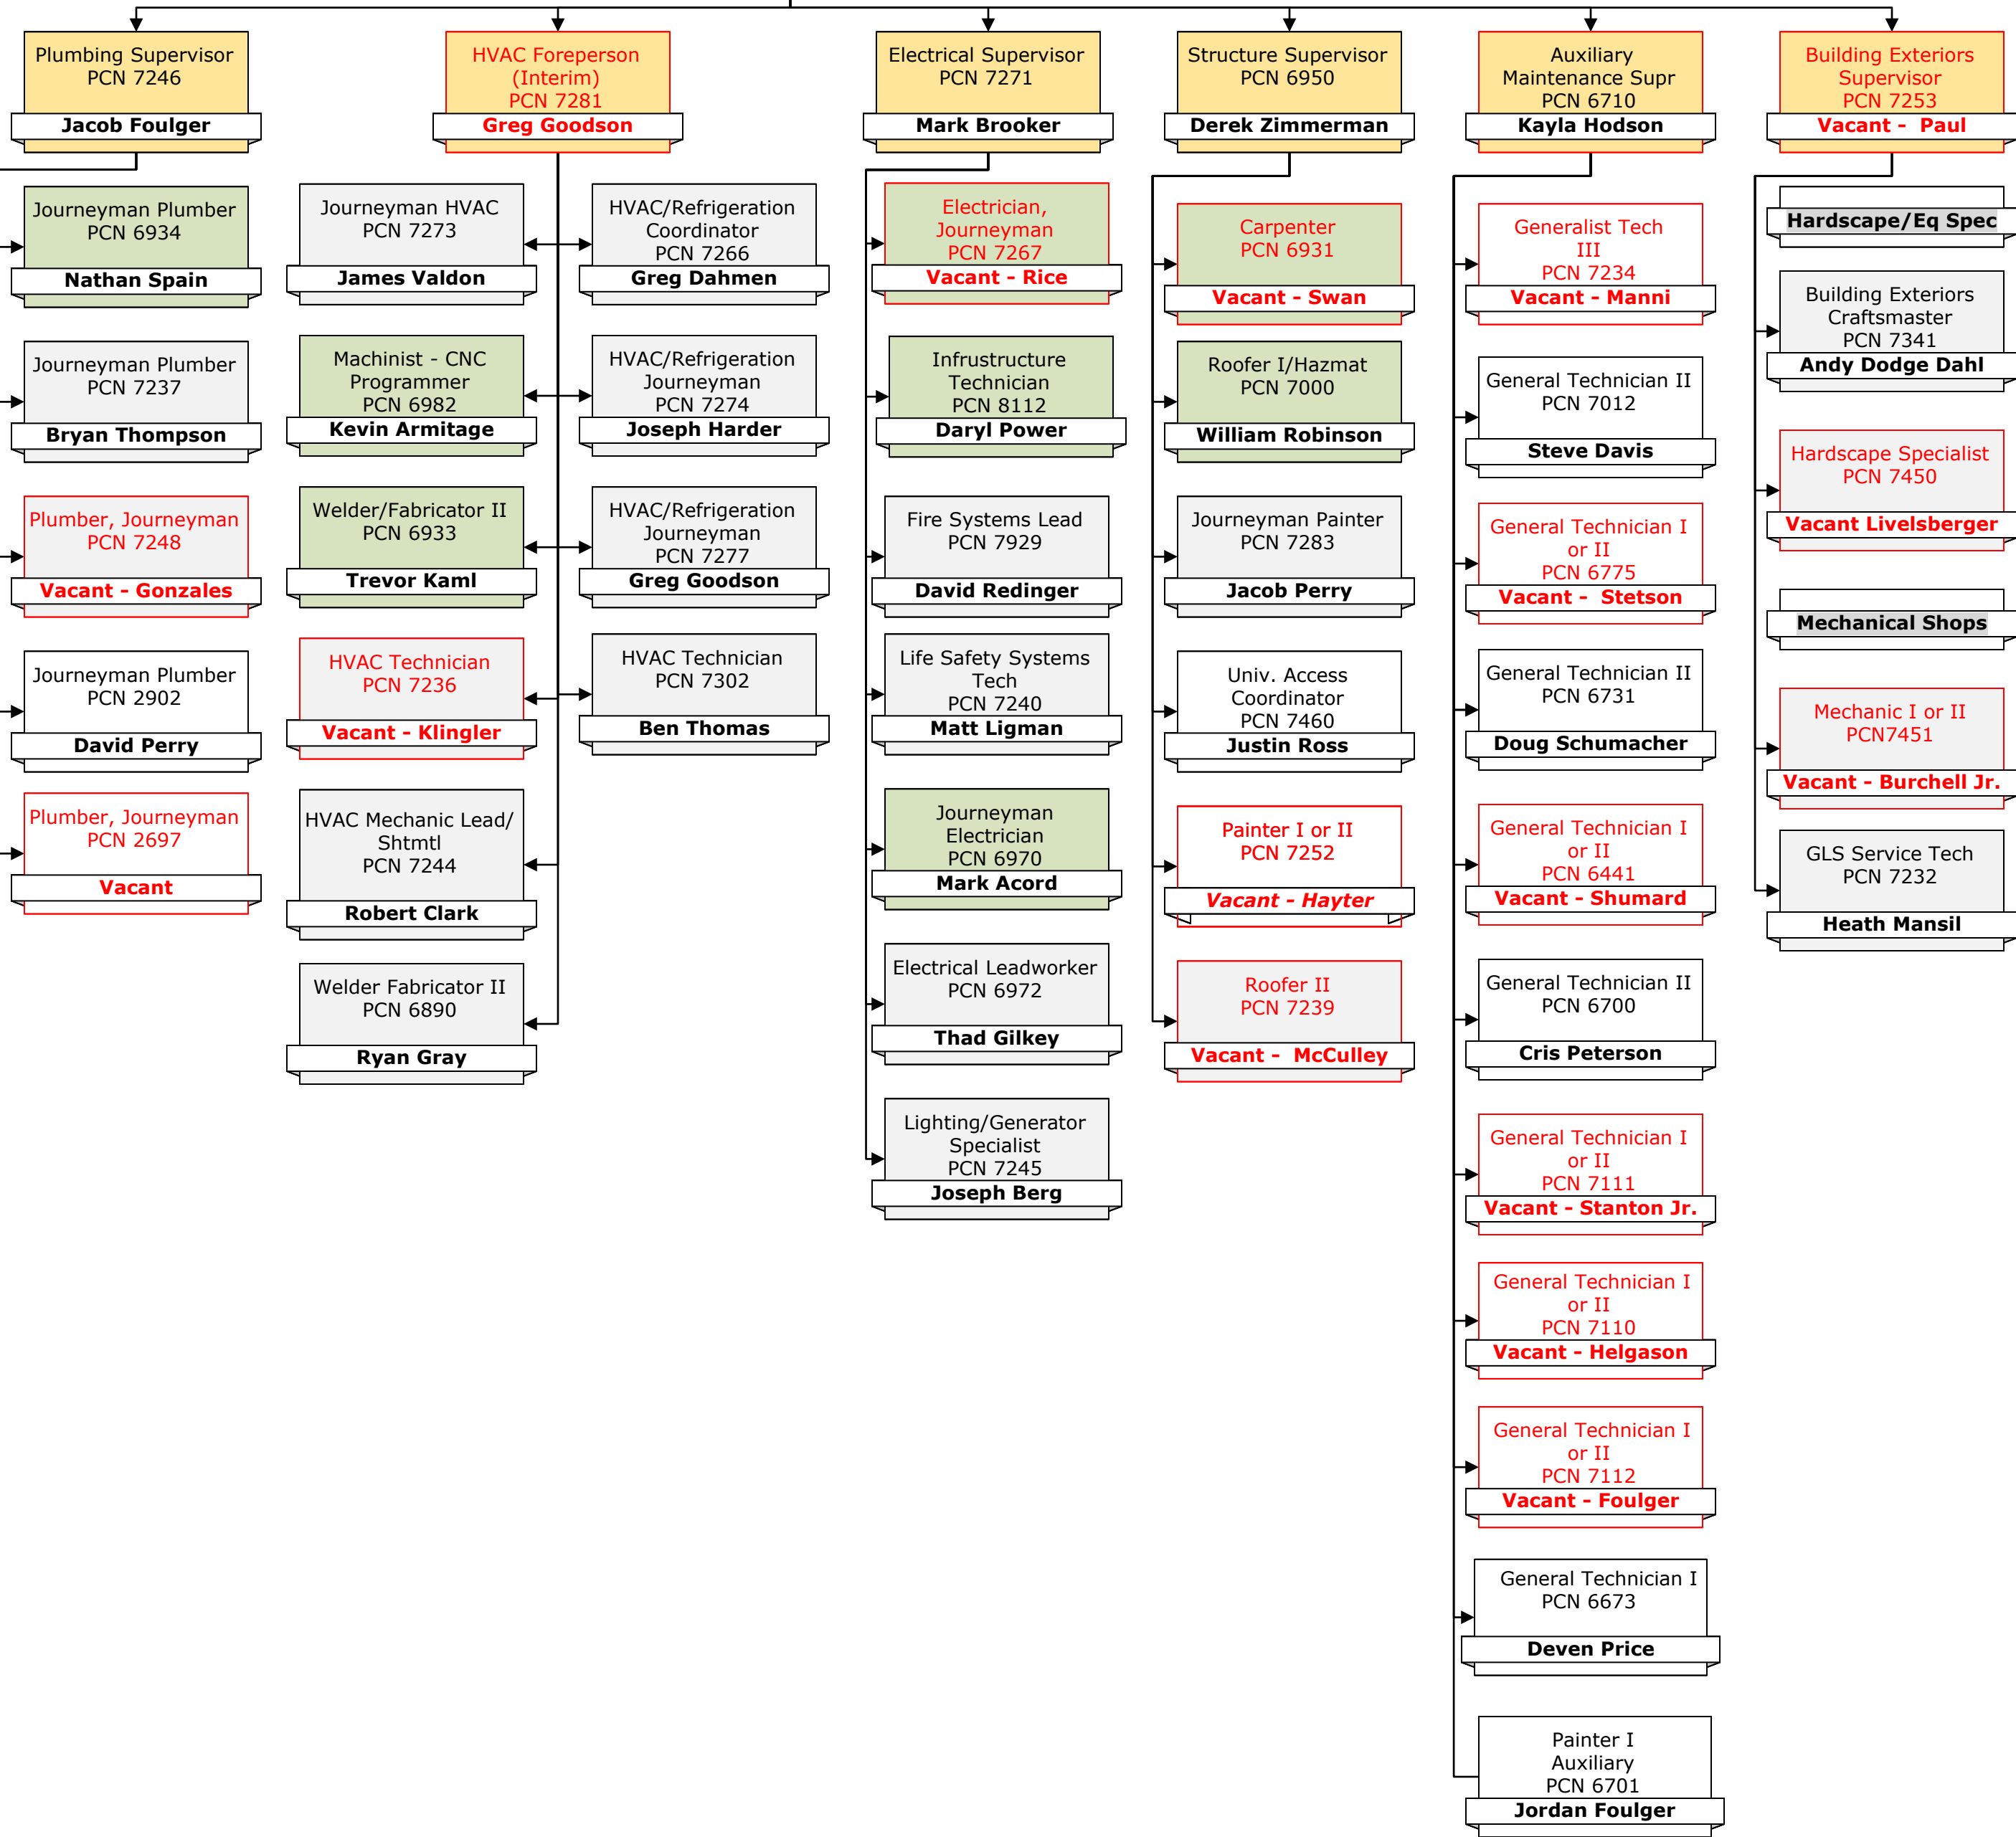 Plumbing Supervisor
PCN 7246
Jacob Foulger
Journeyman Plumber
PCN 6934
Nathan Spain
Journeyman Plumber
PCN 7237
Bryan Thompson
Plumber, Journeyman
PCN 7248
Vacant - Gonzales
Journeyman Plumber
PCN 2902
David Perry
Plumber, Journeyman
PCN 2697
Vacant
HVAC Foreperson
(Interim)
PCN 7281
Greg Goodson
Journeyman HVAC
PCN 7273
James Valdon
Machinist - CNC
Programmer
PCN 6982
Kevin Armitage
Welder/Fabricator II
PCN 6933
Trevor Kaml
HVAC Technician
PCN 7236
Vacant - Klingler
HVAC Mechanic Lead/
Shtmtl
PCN 7244
Robert Clark
Welder Fabricator II
PCN 6890
Ryan Gray
HVAC/Refrigeration
Coordinator
PCN 7266
Greg Dahmen
HVAC/Refrigeration
Journeyman
PCN 7274
Joseph Harder
HVAC/Refrigeration
Journeyman
PCN 7277
Greg Goodson
HVAC Technician
PCN 7302
Ben Thomas
Electrical Supervisor
PCN 7271
Mark Brooker
Electrician,
Journeyman
PCN 7267
Vacant - Rice
Infrustructure
Technician
PCN 8112
Daryl Power
Fire Systems Lead
PCN 7929
David Redinger
Life Safety Systems
Tech
PCN 7240
Matt Ligman
Journeyman
Electrician
PCN 6970
Mark Acord
Electrical Leadworker
PCN 6972
Thad Gilkey
Lighting/Generator
Specialist
PCN 7245
Joseph Berg
Structure Supervisor
PCN 6950
Derek Zimmerman
Carpenter
PCN 6931
Vacant - Swan
Roofer I/Hazmat
PCN 7000
William Robinson
Journeyman Painter
PCN 7283
Jacob Perry
Univ. Access
Coordinator
PCN 7460
Justin Ross
Painter I or II
PCN 7252
Vacant - Hayter
Roofer II
PCN 7239
Vacant - McCulley
Auxiliary
Maintenance Supr
PCN 6710
Kayla Hodson
Generalist Tech
III
PCN 7234
Vacant - Manni
General Technician II
PCN 7012
Steve Davis
General Technician I
or II
PCN 6775
Vacant - Stetson
General Technician II
PCN 6731
Doug Schumacher
General Technician I
or II
PCN 6441
Vacant - Shumard
General Technician II
PCN 6700
Cris Peterson
General Technician I
or II
PCN 7111
Vacant - Stanton Jr.
General Technician I
or II
PCN 7110
Vacant - Helgason
General Technician I
or II
PCN 7112
Vacant - Foulger
General Technician I
PCN 6673
Deven Price
Painter I
Auxiliary
PCN 6701
Jordan Foulger
Building Exteriors
Supervisor
PCN 7253
Vacant - Paul
Hardscape/Eq Spec
Building Exteriors
Craftsmaster
PCN 7341
Andy Dodge Dahl
Hardscape Specialist
PCN 7450
Vacant Livelsberger
Mechanical Shops
Mechanic I or II
PCN7451
Vacant - Burchell Jr.
GLS Service Tech
PCN 7232
Heath Mansil